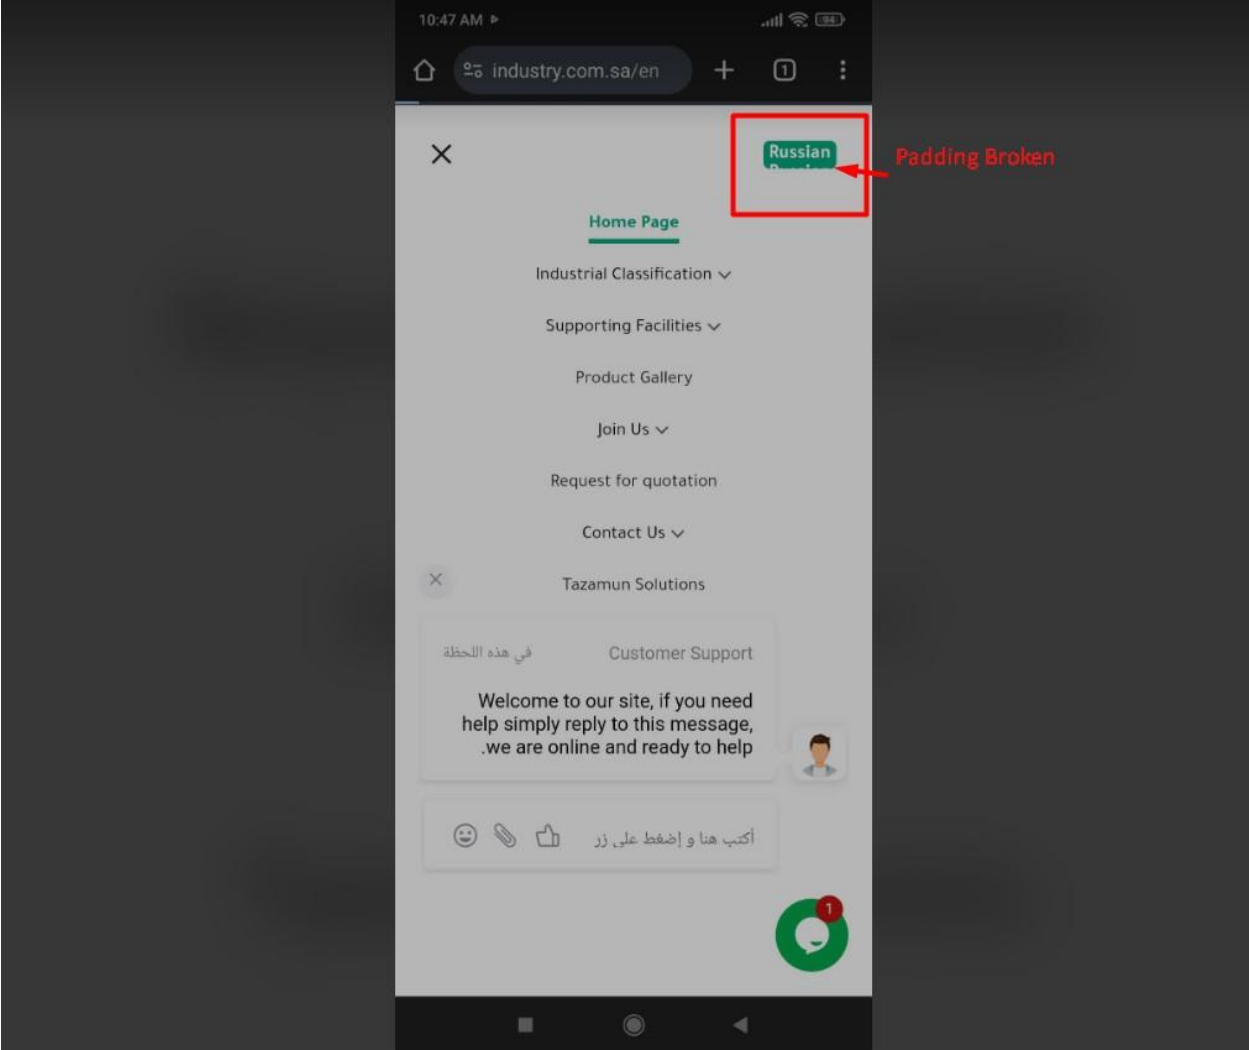 10:47 AM
94
industry.com.sa/en
1
Russian
Russian
Padding Broken
Home Page
Industrial Classification
Supporting Facilities
Product Gallery
Join Us
Request for quotation
Contact Us
Tazamun Solutions
Customer Support
في هذه اللحظة
Welcome to our site, if you need
help simply reply to this message,
.we are online and ready to help
أكتب هنا و إضغط على زر
1